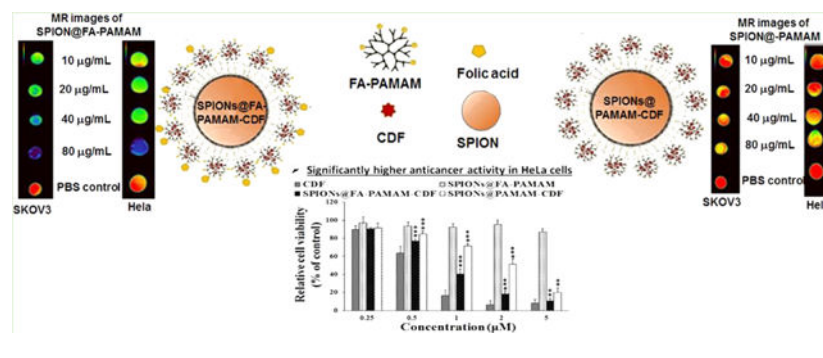 MR images of
SPION@FA-PAMAM
10 µg/mL
20 µg/mL
40 µg/mL
80 µg/mL
PBS control
SKOV3
Hela
SPIONs@FA-
PAMAM-CDF
FA-PAMAM
Folic acid
CDF
SPION
SPIONs@
PAMAM-CDF
MR images of
SPION@-PAMAM
10 µg/mL
20 µg/mL
40 µg/mL
80 µg/mL
PBS control
SKOV3
Hela
➤ Significantly higher anticancer activity in HeLa cells
CDF
SPIONs@FA-PAMAM
SPIONs@FA-PAMAM-CDF
SPIONs@PAMAM-CDF
Relative cell viability
(% of control)
120
100
80
60
40
20
0
***
***
***
***
***
***
**
**
0.25
0.5
1
2
5
Concentration (µM)